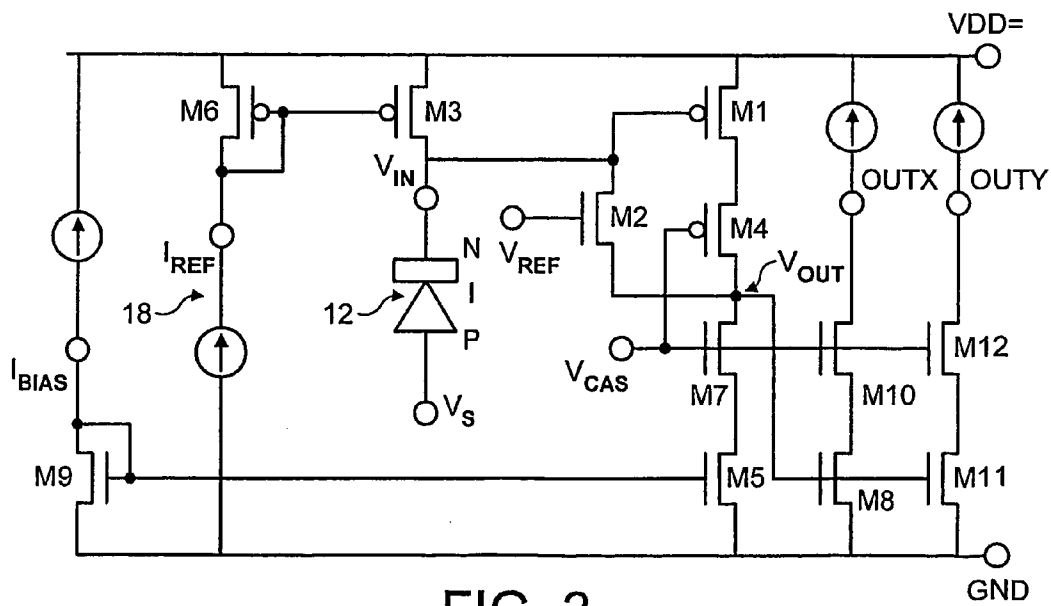 VDD=
M6
M3
M1
V_IN
OUTX
OUTY
M2
N
M4
V_REF
I_REF
I
V_OUT
18
12
P
M12
V_CAS
I_BIAS
M7
M10
V_S
M9
M5
M11
M8
GND